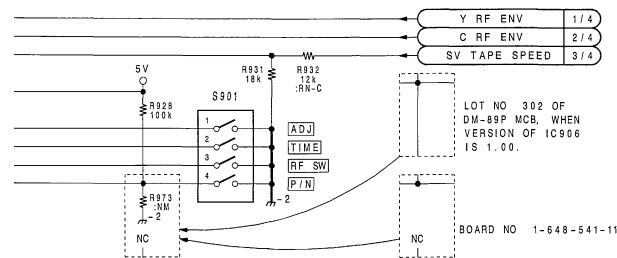 Y RF ENV 1/4
C RF ENV 2/4
SV TAPE SPEED 3/4
5V
R931
18k
R932
12k
:RN-C
R928
100k
S901
1
ADJ
2
TIME
3
RF SW
4
P/N
R973
:NM
-2
-2
NC
LOT NO 302 OF
DM-89P MCB, WHEN
VERSION OF IC906
IS 1.00.
NC
BOARD NO 1-648-541-11